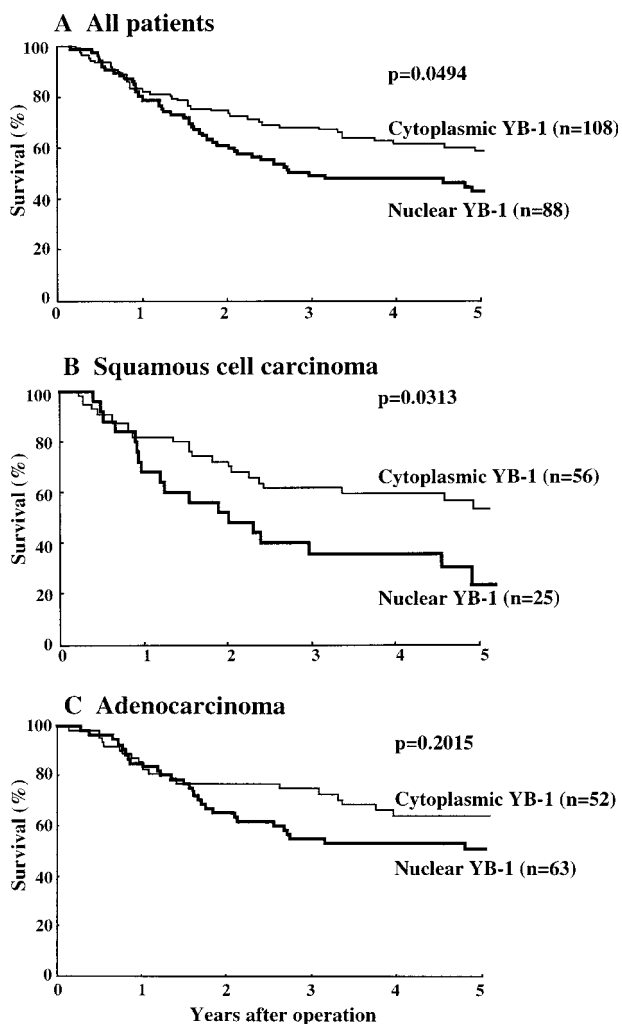 A All patients
100
80
60
40
20
0
Survival (%)
p=0.0494
Cytoplasmic YB-1 (n=108)
Nuclear YB-1 (n=88)
0 1 2 3 4 5
B Squamous cell carcinoma
100
80
60
40
20
0
Survival (%)
p=0.0313
Cytoplasmic YB-1 (n=56)
Nuclear YB-1 (n=25)
0 1 2 3 4 5
C Adenocarcinoma
100
80
60
40
20
0
Survival (%)
p=0.2015
Cytoplasmic YB-1 (n=52)
Nuclear YB-1 (n=63)
0 1 2 3 4 5
Years after operation